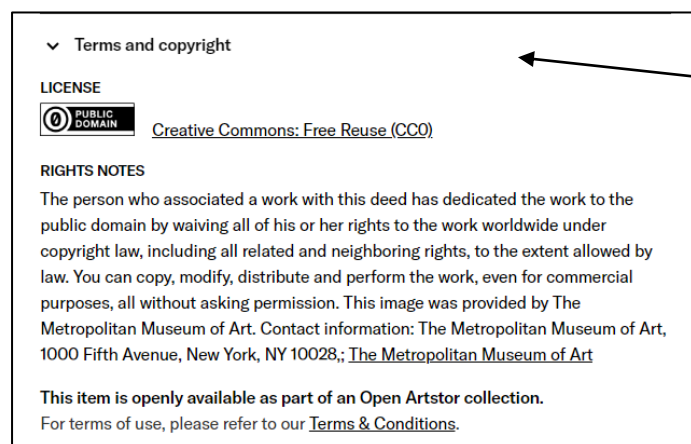 Terms and copyright
LICENSE
0 PUBLIC
DOMAIN
Creative Commons: Free Reuse (CC0)
RIGHTS NOTES
The person who associated a work with this deed has dedicated the work to the
public domain by waiving all of his or her rights to the work worldwide under
copyright law, including all related and neighboring rights, to the extent allowed by
law. You can copy, modify, distribute and perform the work, even for commercial
purposes, all without asking permission. This image was provided by The
Metropolitan Museum of Art. Contact information: The Metropolitan Museum of Art,
1000 Fifth Avenue, New York, NY 10028,; The Metropolitan Museum of Art
This item is openly available as part of an Open Artstor collection.
For terms of use, please refer to our Terms & Conditions.